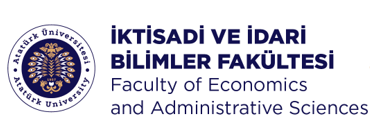 Atatürk Üniversitesi
Atatürk University
İKTİSADİ VE İDARİ
BİLİMLER FAKÜLTESİ
Faculty of Economics
and Administrative Sciences